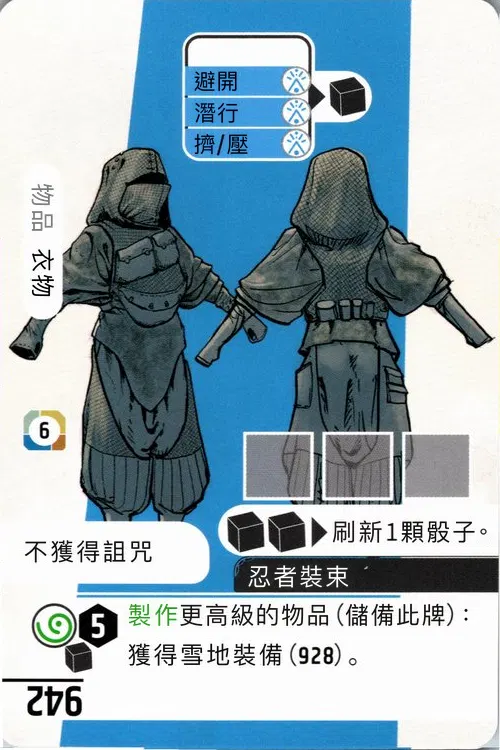 避開
潛行
擠/壓
物品 衣物
6
不獲得詛咒
刷新1顆骰子。
忍者裝束
5
製作更高級的物品(儲備此牌):
獲得雪地裝備(928)。
942